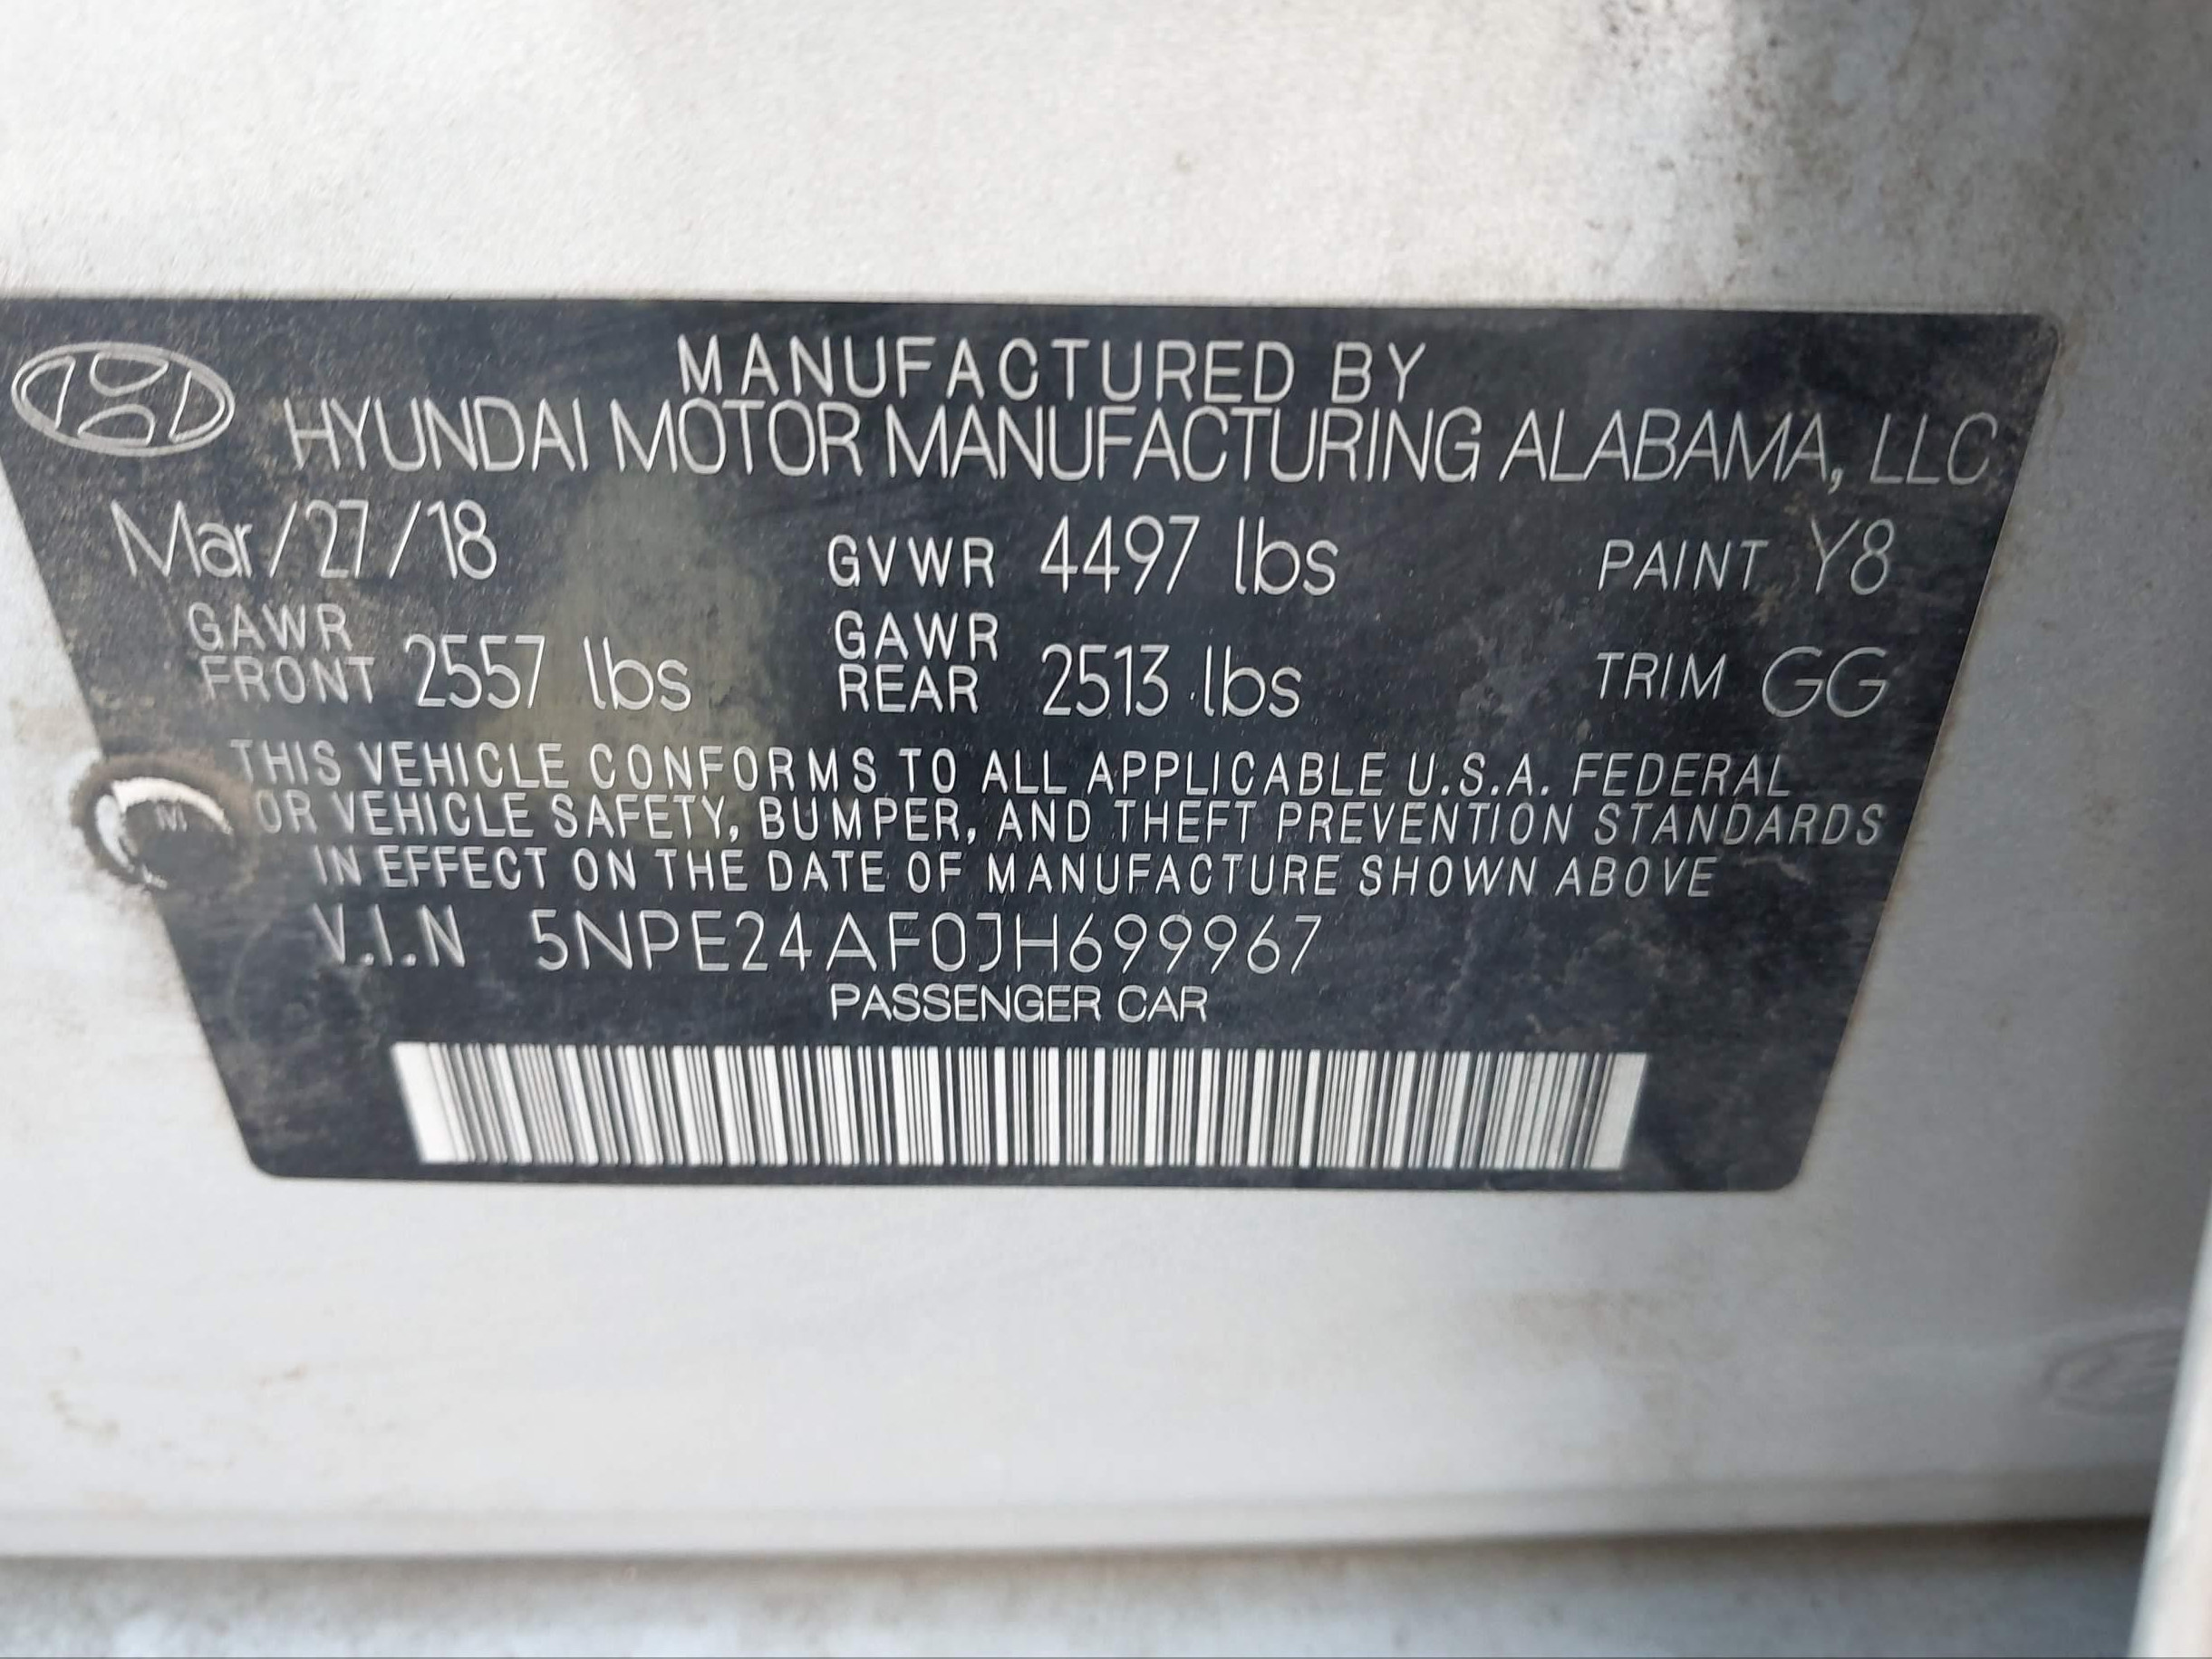 MANUFACTURED BY
HYUNDAI MOTOR MANUFACTURING ALABAMA, LLC
Mar/27/18 GVWR 4497 lbs PAINT Y8
GAWR FRONT 2557 lbs GAWR REAR 2513 lbs TRIM GG
THIS VEHICLE CONFORMS TO ALL APPLICABLE U.S.A. FEDERAL
OR VEHICLE SAFETY, BUMPER, AND THEFT PREVENTION STANDARDS
IN EFFECT ON THE DATE OF MANUFACTURE SHOWN ABOVE
V.I.N 5NPE24AF0JH699967
PASSENGER CAR